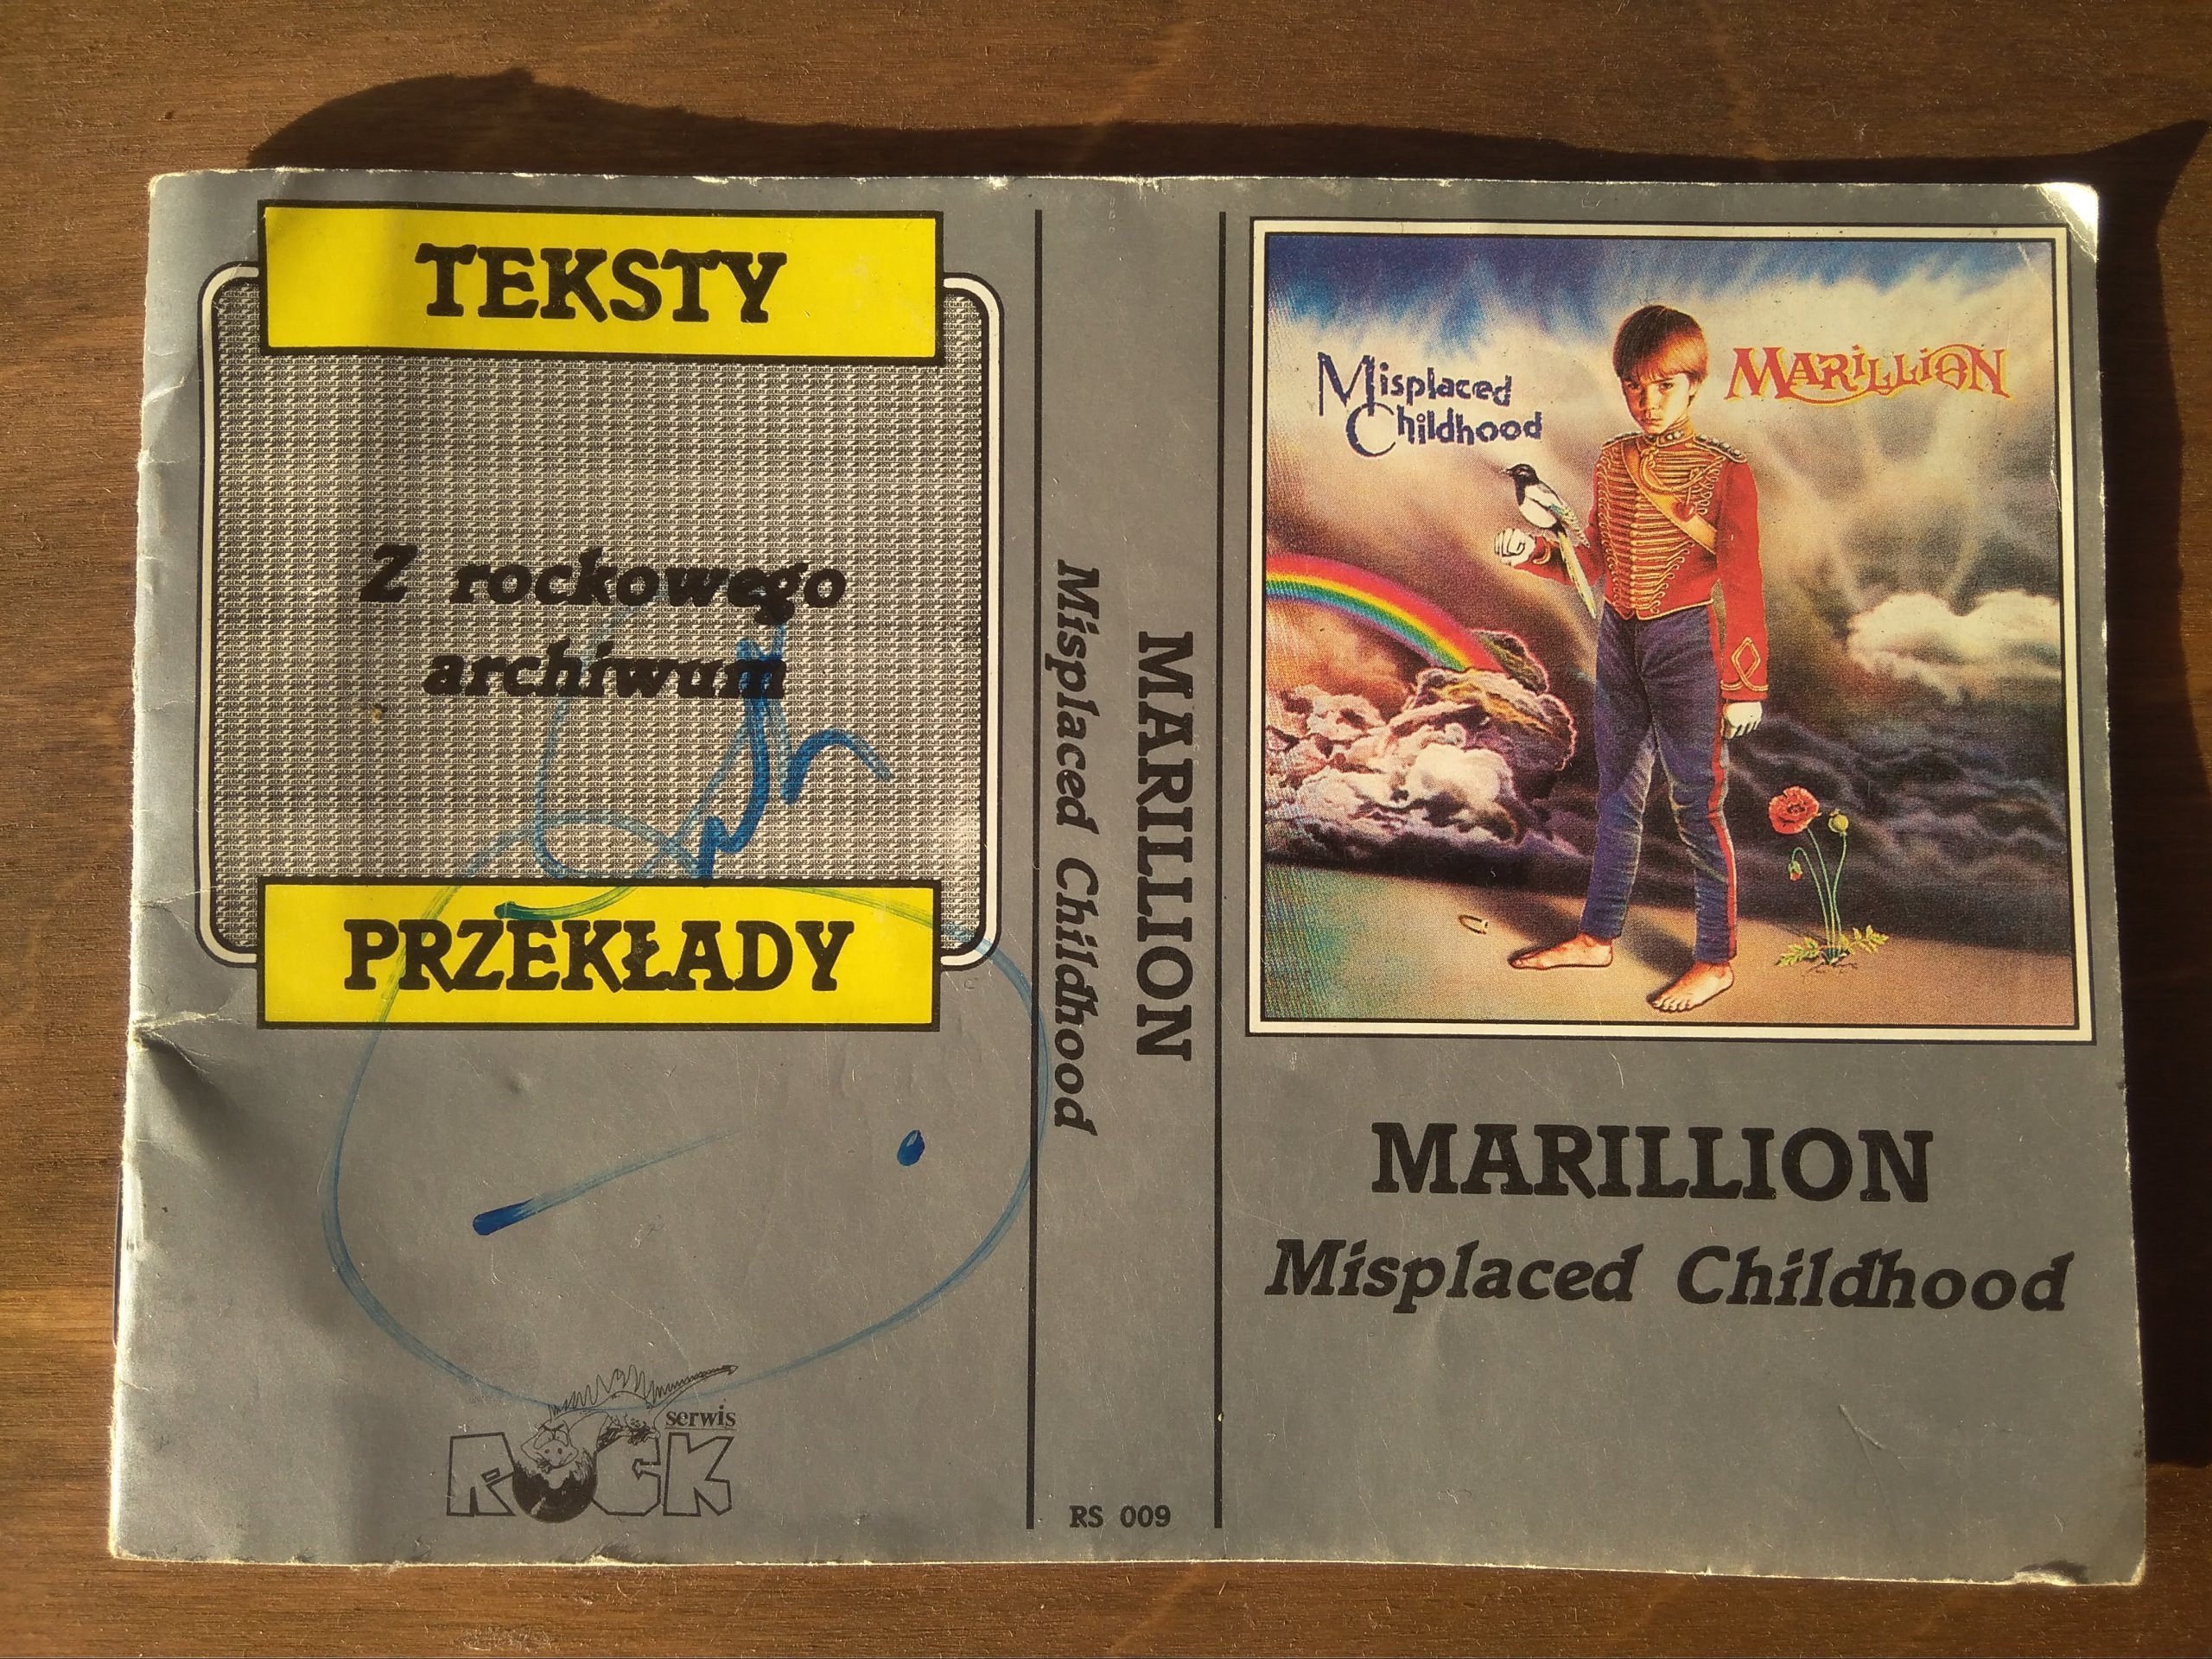 TEKSTY
Z rockowego
archiwum
PRZEKŁADY
serwis
ROCK
MARILLION
Misplaced Childhood
RS 009
Misplaced
Childhood
MARILLION
MARILLION
Misplaced Childhood